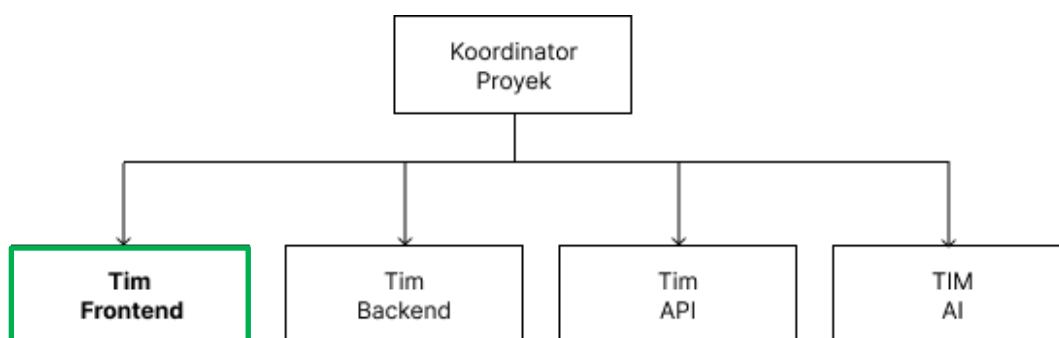 Koordinator
Proyek
Tim
Frontend
Tim
Backend
Tim
API
TIM
AI